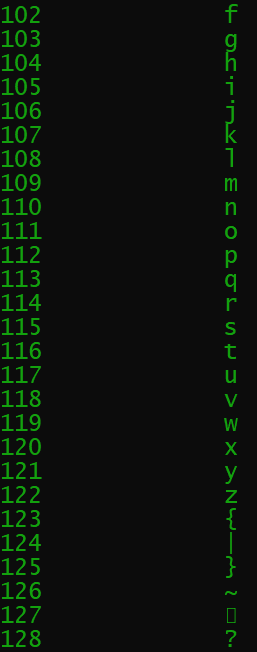 102 f
103 g
104 h
105 i
106 j
107 k
108 l
109 m
110 n
111 o
112 p
113 q
114 r
115 s
116 t
117 u
118 v
119 w
120 x
121 y
122 z
123 {
124 |
125 }
126 ~
127 ▯
128 ?